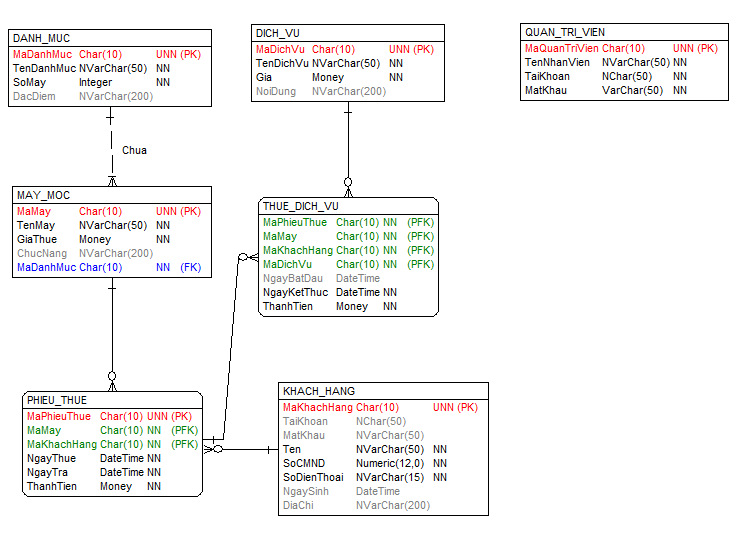 DANH_MUC
MaDanhMuc Char(10) UNN (PK)
TenDanhMuc NVarChar(50) NN
SoMay Integer NN
DacDiem NVarChar(200)
DICH_VU
MaDichVu Char(10) UNN (PK)
TenDichVu NVarChar(50) NN
Gia Money NN
NoiDung NVarChar(200)
QUAN_TRI_VIEN
MaQuanTriVien Char(10) UNN (PK)
TenNhanVien NVarChar(50) NN
TaiKhoan NChar(50) NN
MatKhau VarChar(50) NN
Chua
MAY_MOC
MaMay Char(10) UNN (PK)
TenMay NVarChar(50) NN
GiaThue Money NN
ChucNang NVarChar(200)
MaDanhMuc Char(10) NN (FK)
THUE_DICH_VU
MaPhieuThue Char(10) NN (PFK)
MaMay Char(10) NN (PFK)
MaKhachHang Char(10) NN (PFK)
MaDichVu Char(10) NN (PFK)
NgayBatDau DateTime
NgayKetThuc DateTime NN
ThanhTien Money NN
PHIEU_THUE
MaPhieuThue Char(10) UNN (PK)
MaMay Char(10) NN (PFK)
MaKhachHang Char(10) NN (PFK)
NgayThue DateTime NN
NgayTra DateTime NN
ThanhTien Money NN
KHACH_HANG
MaKhachHang Char(10) UNN (PK)
TaiKhoan NChar(50)
MatKhau NVarChar(50)
Ten NVarChar(50) NN
SoCMND Numeric(12,0) NN
SoDienThoai NVarChar(15) NN
NgaySinh DateTime
DiaChi NVarChar(200)